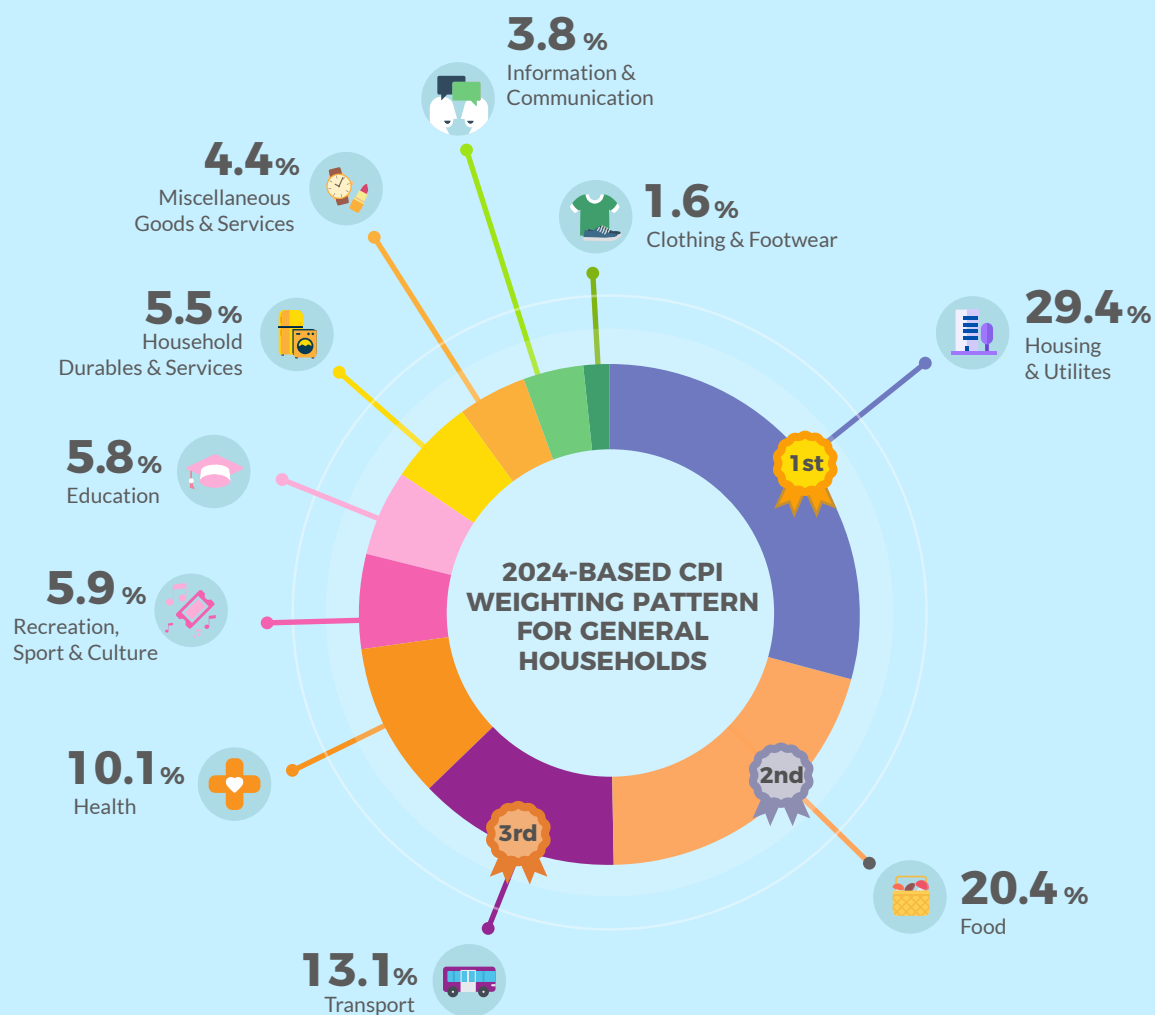 3.8 %
Information &
Communication
4.4%
Miscellaneous
Goods & Services
1.6 %
Clothing & Footwear
5.5 %
Household
Durables & Services
29.4%
Housing
& Utilites
1st
5.8 %
Education
2024-BASED CPI
WEIGHTING PATTERN
FOR GENERAL
HOUSEHOLDS
5.9 %
Recreation,
Sport & Culture
10.1%
Health
2nd
3rd
20.4 %
Food
13.1%
Transport